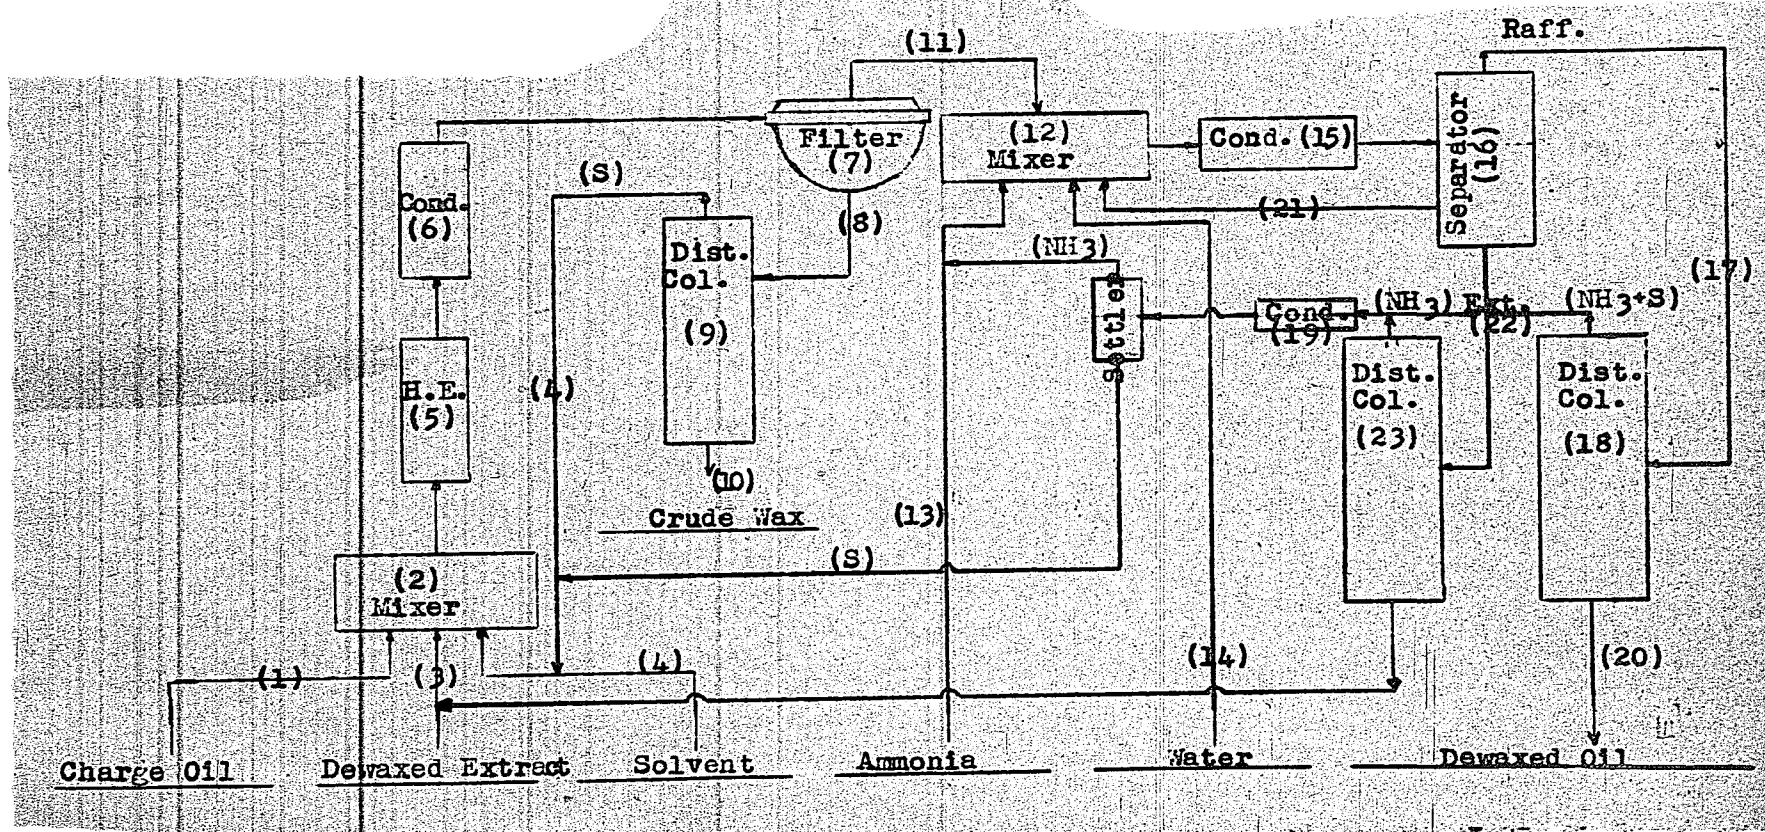 Raff.
(11)
Filter
(7)
(12)
Mixer
Cond.(15)
Separator
(16)
Cond.
(6)
(S)
(8)
(21)
Dist.
Col.
(9)
(NH3)
(17)
Settler
Cond.
(19)
(NH3)
Ext.
(22)
(NH3+S)
H.E.
(5)
(4)
Dist.
Col.
(23)
Dist.
Col.
(18)
(10)
Crude Wax
(13)
(S)
(2)
Mixer
(1)
(3)
(4)
(14)
(20)
Charge Oil
Dewaxed Extract
Solvent
Ammonia
Water
Dewaxed Oil